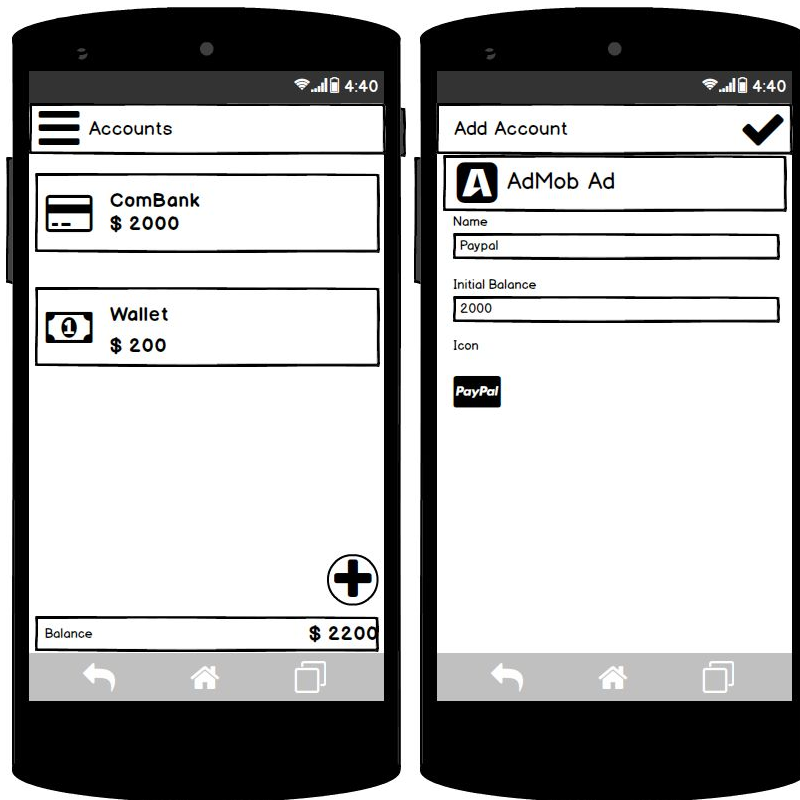 4:40
Accounts
ComBank
$ 2000
1
Wallet
$ 200
Balance
$ 2200
4:40
Add Account
A AdMob Ad
Name
Paypal
Initial Balance
2000
Icon
PayPal